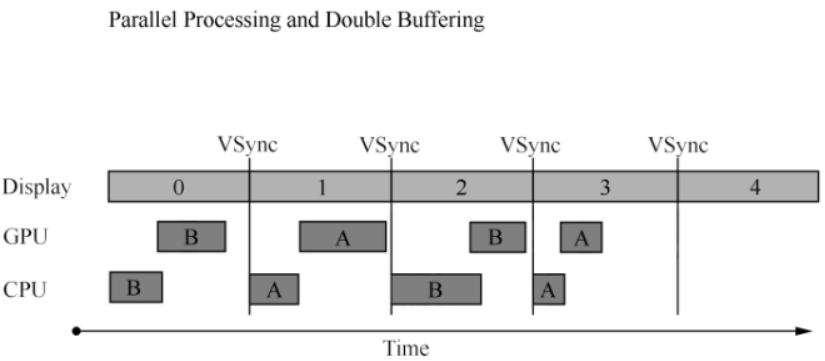 Parallel Processing and Double Buffering
VSync VSync VSync VSync
Display 0 1 2 3 4
GPU B A B A
CPU B A B A
Time